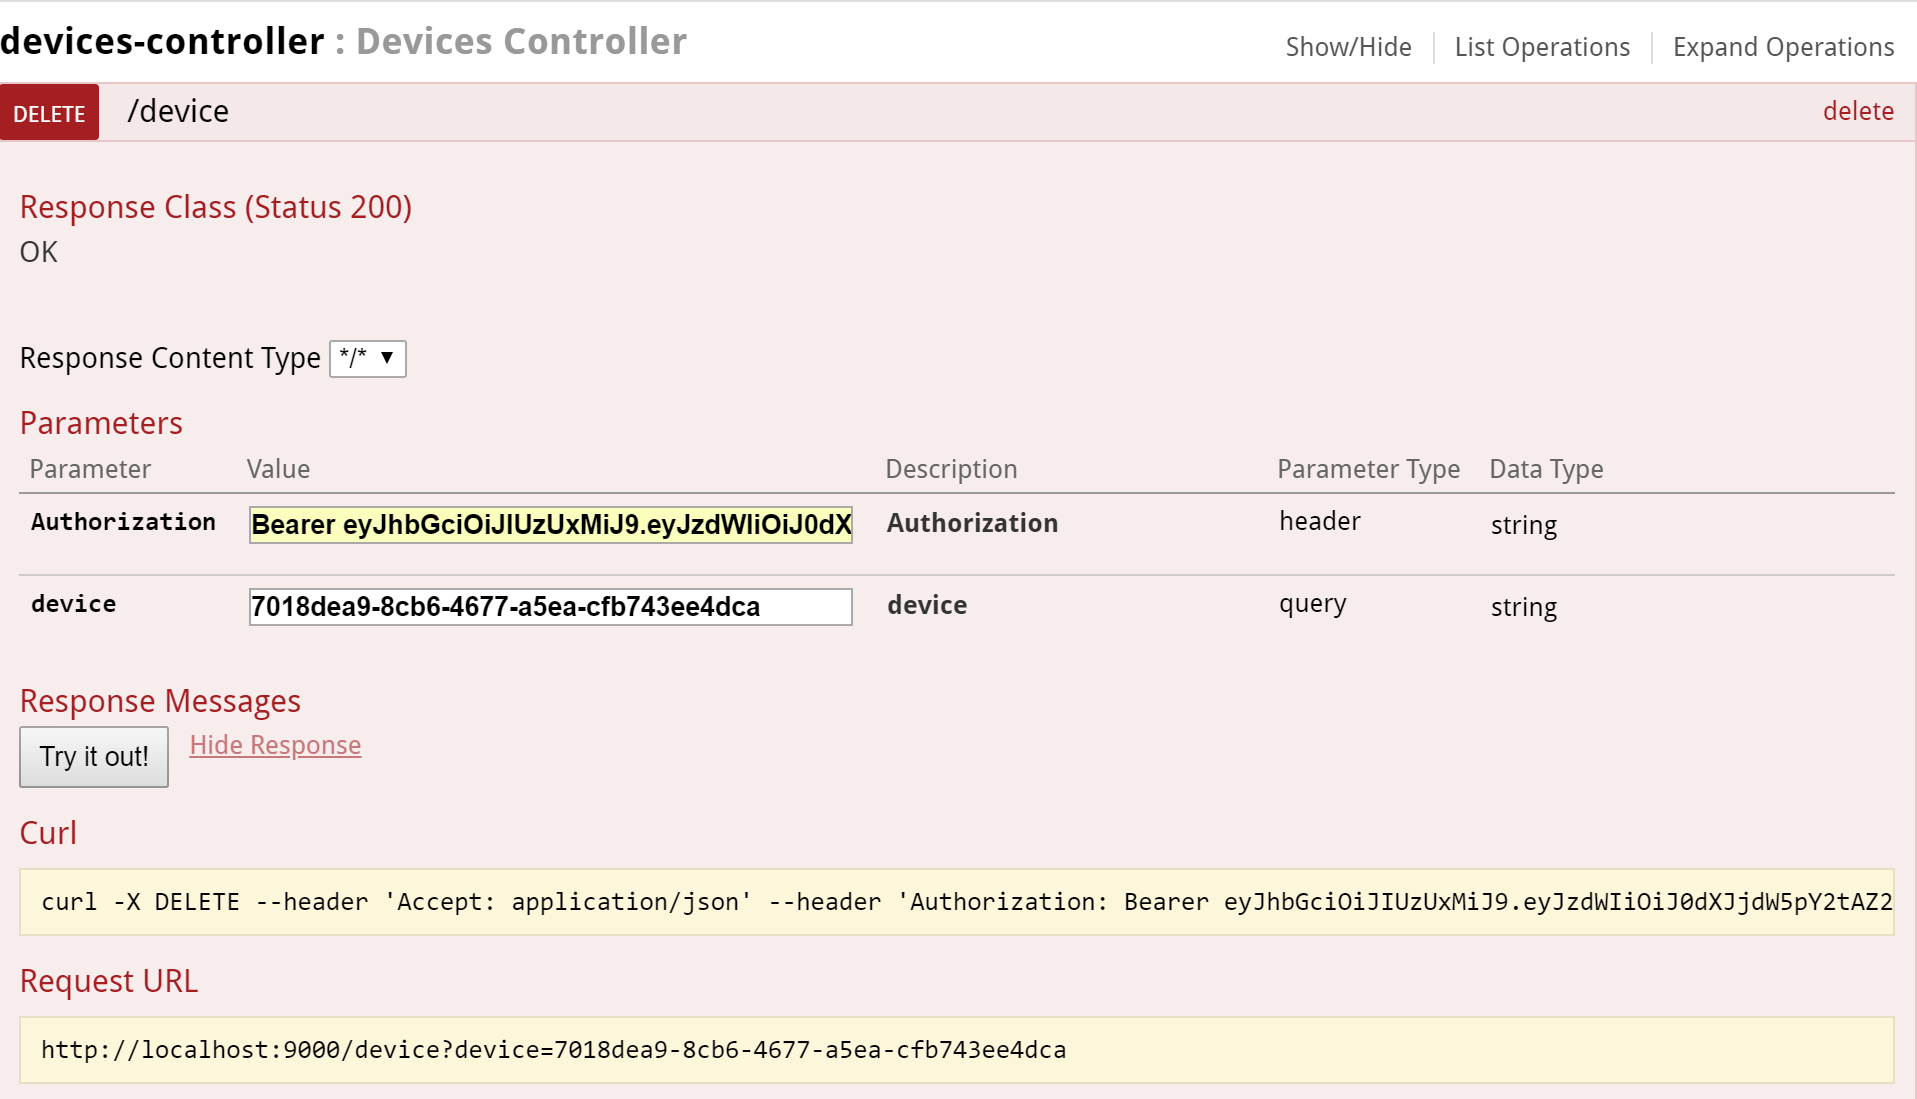 devices-controller : Devices Controller
Show/Hide
List Operations
Expand Operations
DELETE /device delete
Response Class (Status 200)
OK
Response Content Type */* ▼
Parameters
Parameter Value Description Parameter Type Data Type
Authorization Bearer eyJhbGciOiJIUzUxMiJ9.eyJzdWIiOiJ0dX Authorization header string
device 7018dea9-8cb6-4677-a5ea-cfb743ee4dca device query string
Response Messages
Try it out! Hide Response
Curl
curl -X DELETE --header 'Accept: application/json' --header 'Authorization: Bearer eyJhbGciOiJIUzUxMiJ9.eyJzdWIiOiJ0dXJjdW5pY2tAZ2
Request URL
http://localhost:9000/device?device=7018dea9-8cb6-4677-a5ea-cfb743ee4dca